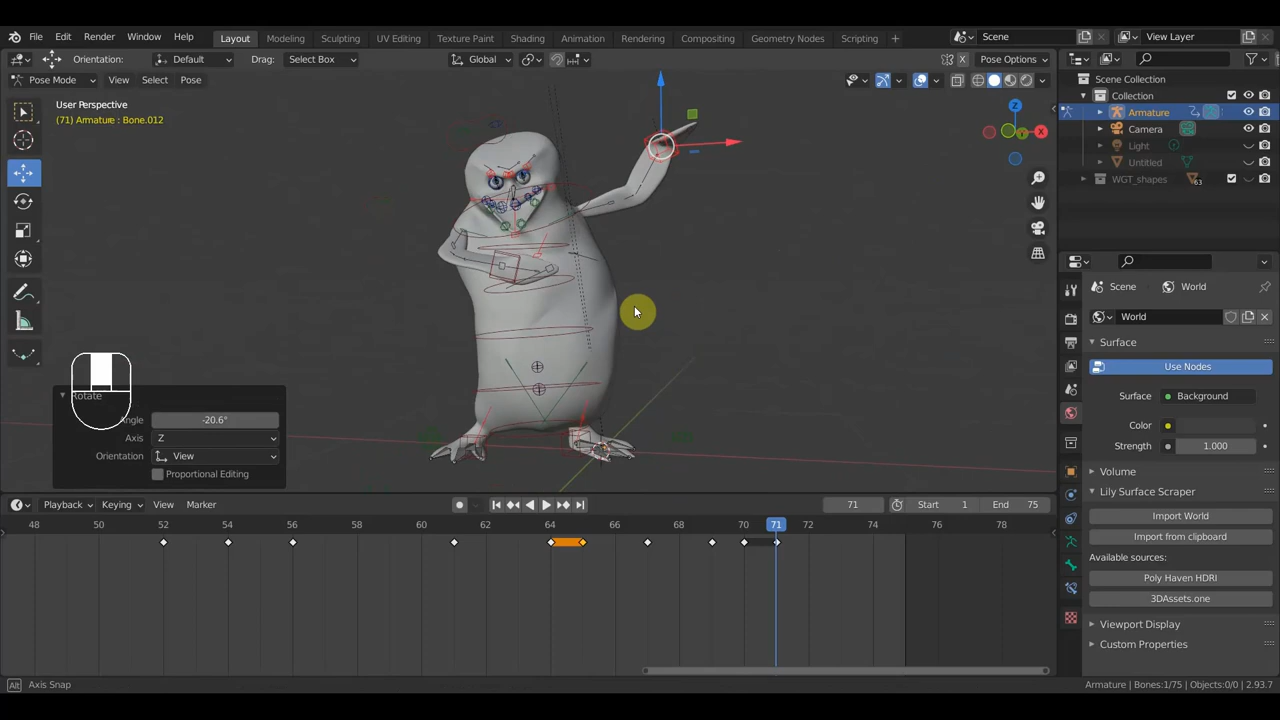 File Edit Render Window Help Layout Modeling Sculpting UV Editing Texture Paint Shading Animation Rendering Compositing Geometry Nodes Scripting + Scene View Layer
Orientation: Default Drag: Select Box Global Pose Options
Pose Mode View Select Pose
User Perspective
(71) Armature : Bone.012
Z
X
Scene Collection
Collection
Armature
Camera
Light
Untitled
WGT_shapes 63
Scene World
World
Surface
Use Nodes
Surface Background
Color
Strength 1.000
Volume
Lily Surface Scraper
Import World
Import from clipboard
Available sources:
Poly Haven HDRI
3DAssets.one
Viewport Display
Custom Properties
Rotate
Angle -20.6°
Axis Z
Orientation View
Proportional Editing
Playback Keying View Marker 71 Start 1 End 75
48 50 52 54 56 58 60 62 64 66 68 70 71 72 74 76 78
Alt Axis Snap Armature | Bones:1/75 | Objects:0/0 | 2.93.7